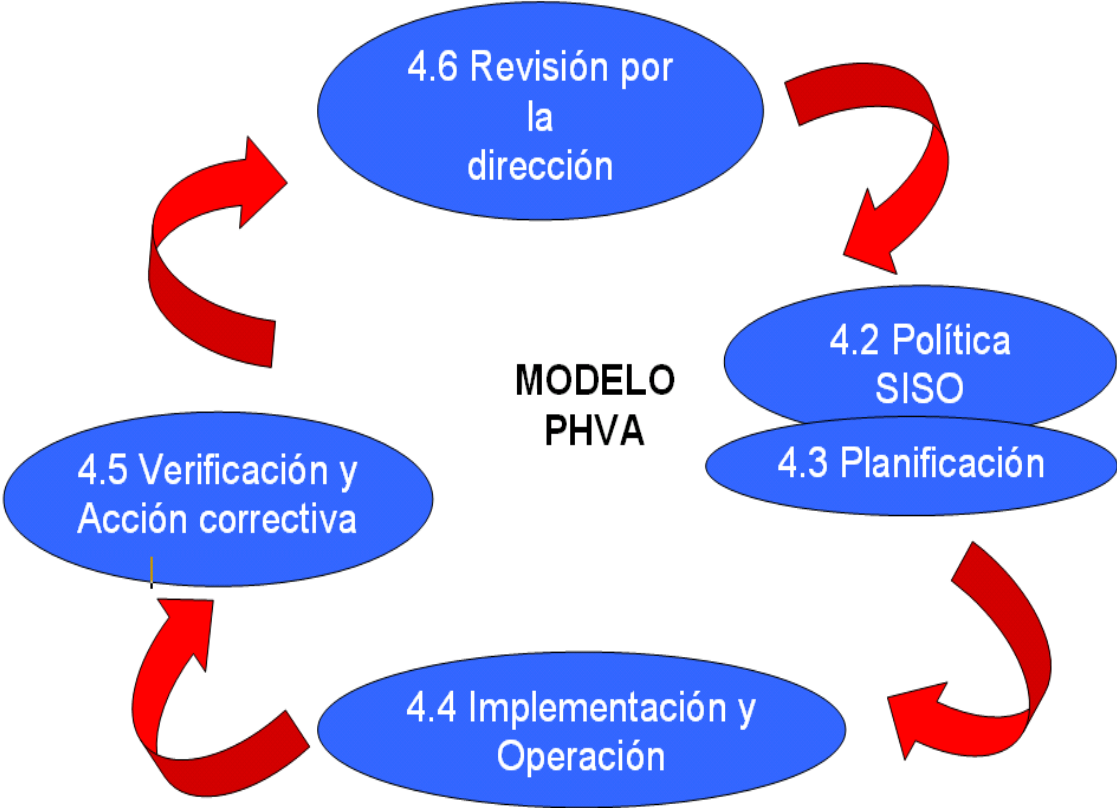 4.6 Revisión por
la
dirección
4.2 Política
SISO
MODELO
PHVA
4.3 Planificación
4.5 Verificación y
Acción correctiva
4.4 Implementación y
Operación